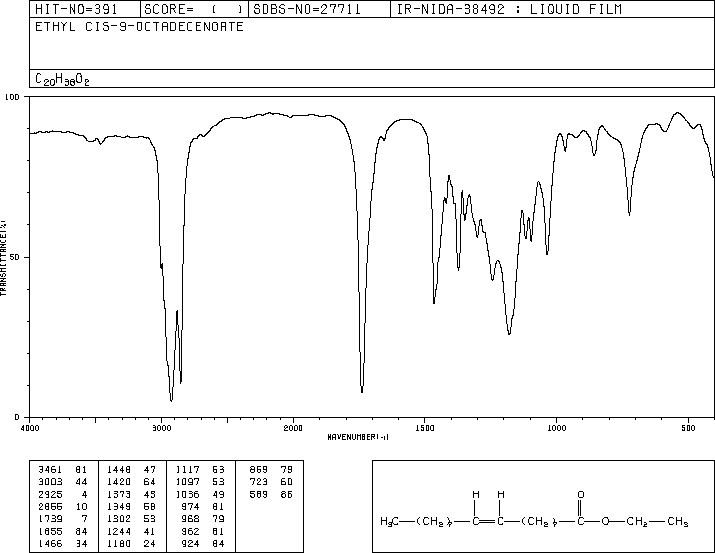 HIT-NO=391 SCORE= ( ) SDBS-NO=27711 IR-NIDA-38492 : LIQUID FILM
ETHYL CIS-9-OCTADECENOATE
C20H38O2
100
50
0
TRANSMITTANCE(%)
4000 3000 2000 1500 1000 500
WAVENUMBER(-1)
3461 81 1448 47 1117 53 869 79
3003 44 1420 64 1097 53 723 60
2925 4 1373 45 1036 49 589 86
2855 10 1349 58 974 81
1739 7 1302 53 968 79
1655 84 1244 41 962 81
1466 34 1180 24 924 84
H H O
H3C—(CH2)7 (CH2)7—C—O—CH2—CH3